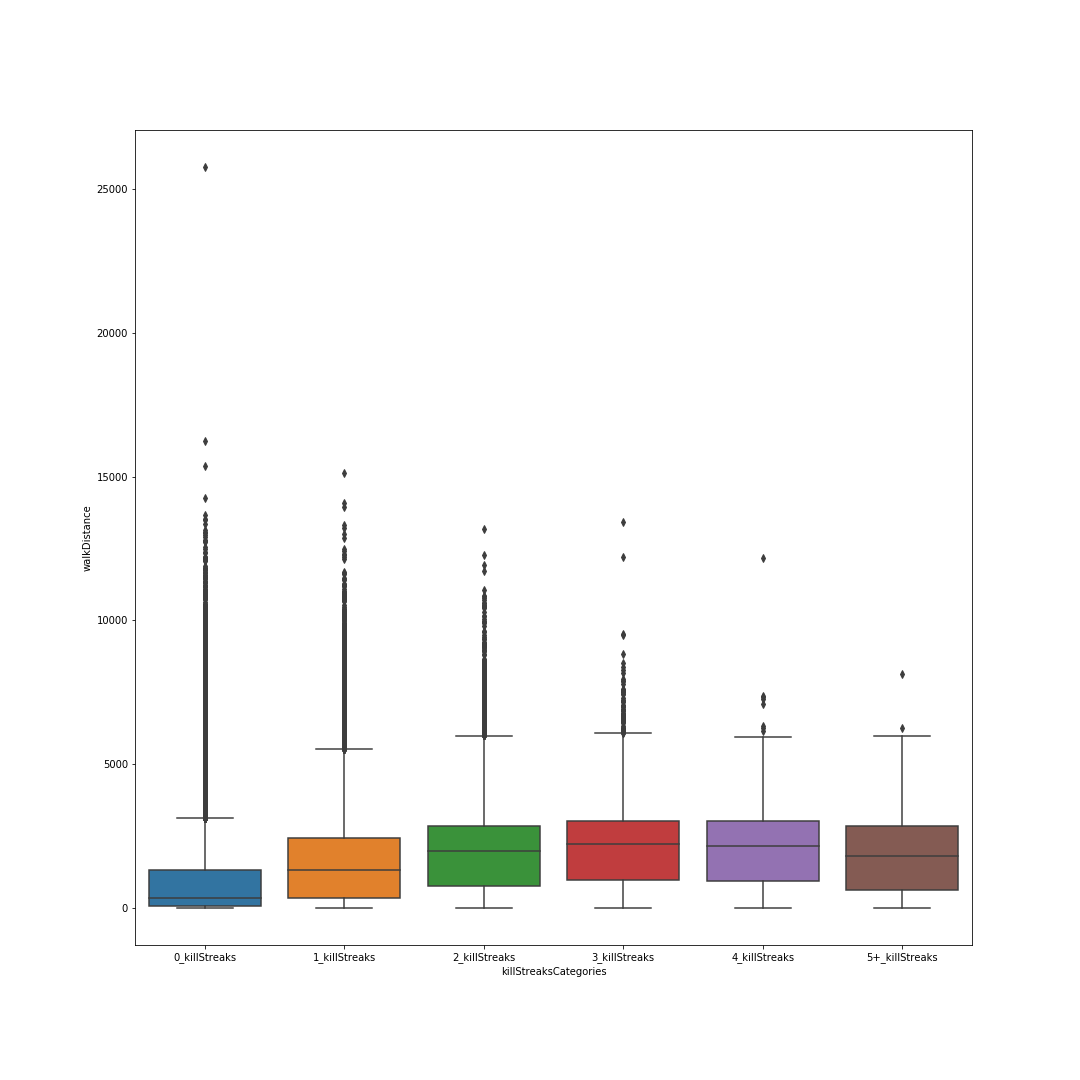 25000
20000
15000
10000
5000
0
walkDistance
0_killStreaks 1_killStreaks 2_killStreaks 3_killStreaks 4_killStreaks 5+_killStreaks
killStreaksCategories